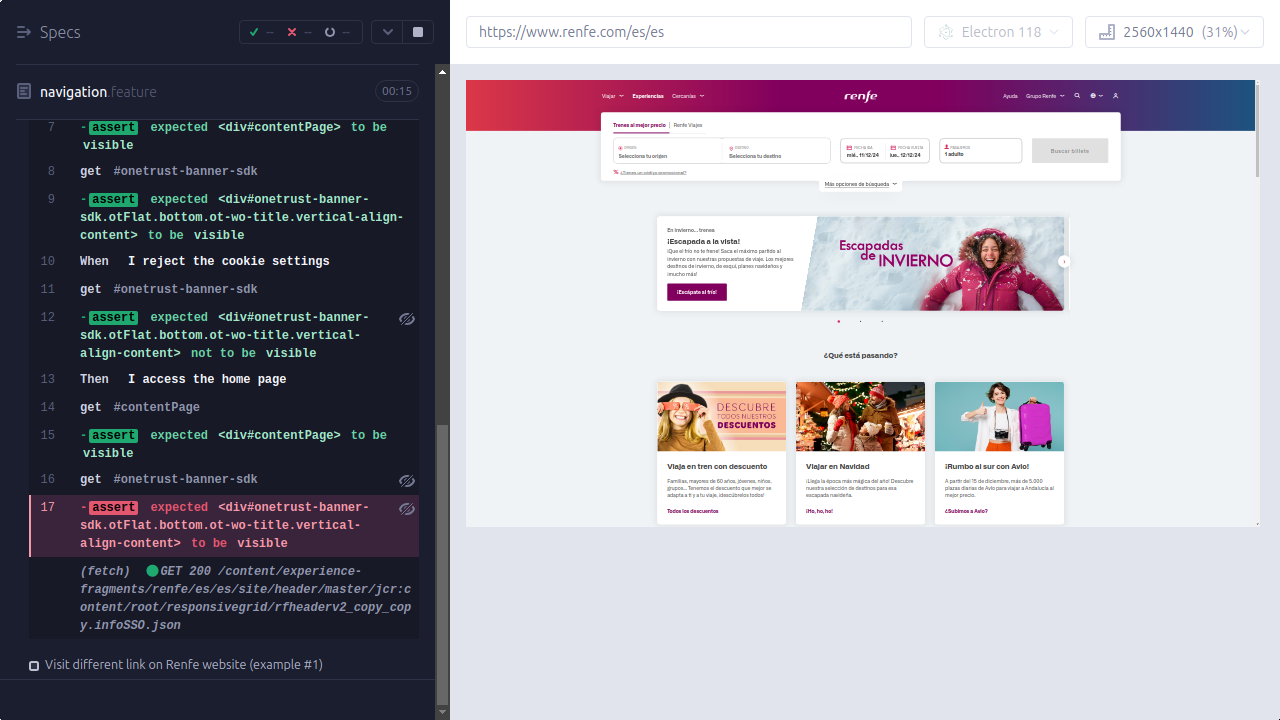 Specs
--
--
--
https://www.renfe.com/es/es
Electron 118
2560x1440 (31%)
navigation.feature
00:15
7 -assert expected <div#contentPage> to be
visible
8 get #onetrust-banner-sdk
9 -assert expected <div#onetrust-banner-
sdk.otFlat.bottom.ot-wo-title.vertical-align-
content> to be visible
10 When I reject the cookie settings
11 get #onetrust-banner-sdk
12 -assert expected <div#onetrust-banner-
sdk.otFlat.bottom.ot-wo-title.vertical-
align-content> not to be visible
13 Then I access the home page
14 get #contentPage
15 -assert expected <div#contentPage> to be
visible
16 get #onetrust-banner-sdk
17 -assert expected <div#onetrust-banner-
sdk.otFlat.bottom.ot-wo-title.vertical-
align-content> to be visible
(fetch) GET 200 /content/experience-
fragments/renfe/es/es/site/header/master/jcr:c
ontent/root/responsivegrid/rfheaderv2_copy_cop
y.infoSSO.json
Visit different link on Renfe website (example #1)
Viajar Experiencias Cercanías renfe Ayuda Grupo Renfe
Trenes al mejor precio | Renfe Viajes
ORIGEN
Selecciona tu origen
DESTINO
Selecciona tu destino
FECHA IDA
mié., 11/12/24
FECHA VUELTA
jue., 12/12/24
PASAJEROS
1 adulto
Buscar billete
¿Tienes un código promocional?
Más opciones de búsqueda
En invierno... trenea
¡Escapada a la vista!
¡Que el frío no te frene! Saca el máximo partido al
invierno con nuestras propuestas de viaje. Los mejores
destinos de invierno, de esquí, planes navideños y
¡mucho más!
¡Escápate al frío!
Escapadas
de INVIERNO
¿Qué está pasando?
DESCUBRE
TODOS NUESTROS
DESCUENTOS
Viaja en tren con descuento
Familias, mayores de 60 años, jóvenes, niños,
grupos... Tenemos el descuento que mejor se
adapta a ti y a tu viaje, ¡descúbrelos todos!
Todos los descuentos
Viajar en Navidad
¡Llega la época más mágica del año! Descubre
nuestra selección de destinos para esa
escapada navideña.
¡Ho, ho, ho!
¡Rumbo al sur con Avlo!
A partir del 15 de diciembre, más de 5.000
plazas diarias de Avlo para viajar a Andalucía al
mejor precio.
¿Subimos a Avlo?